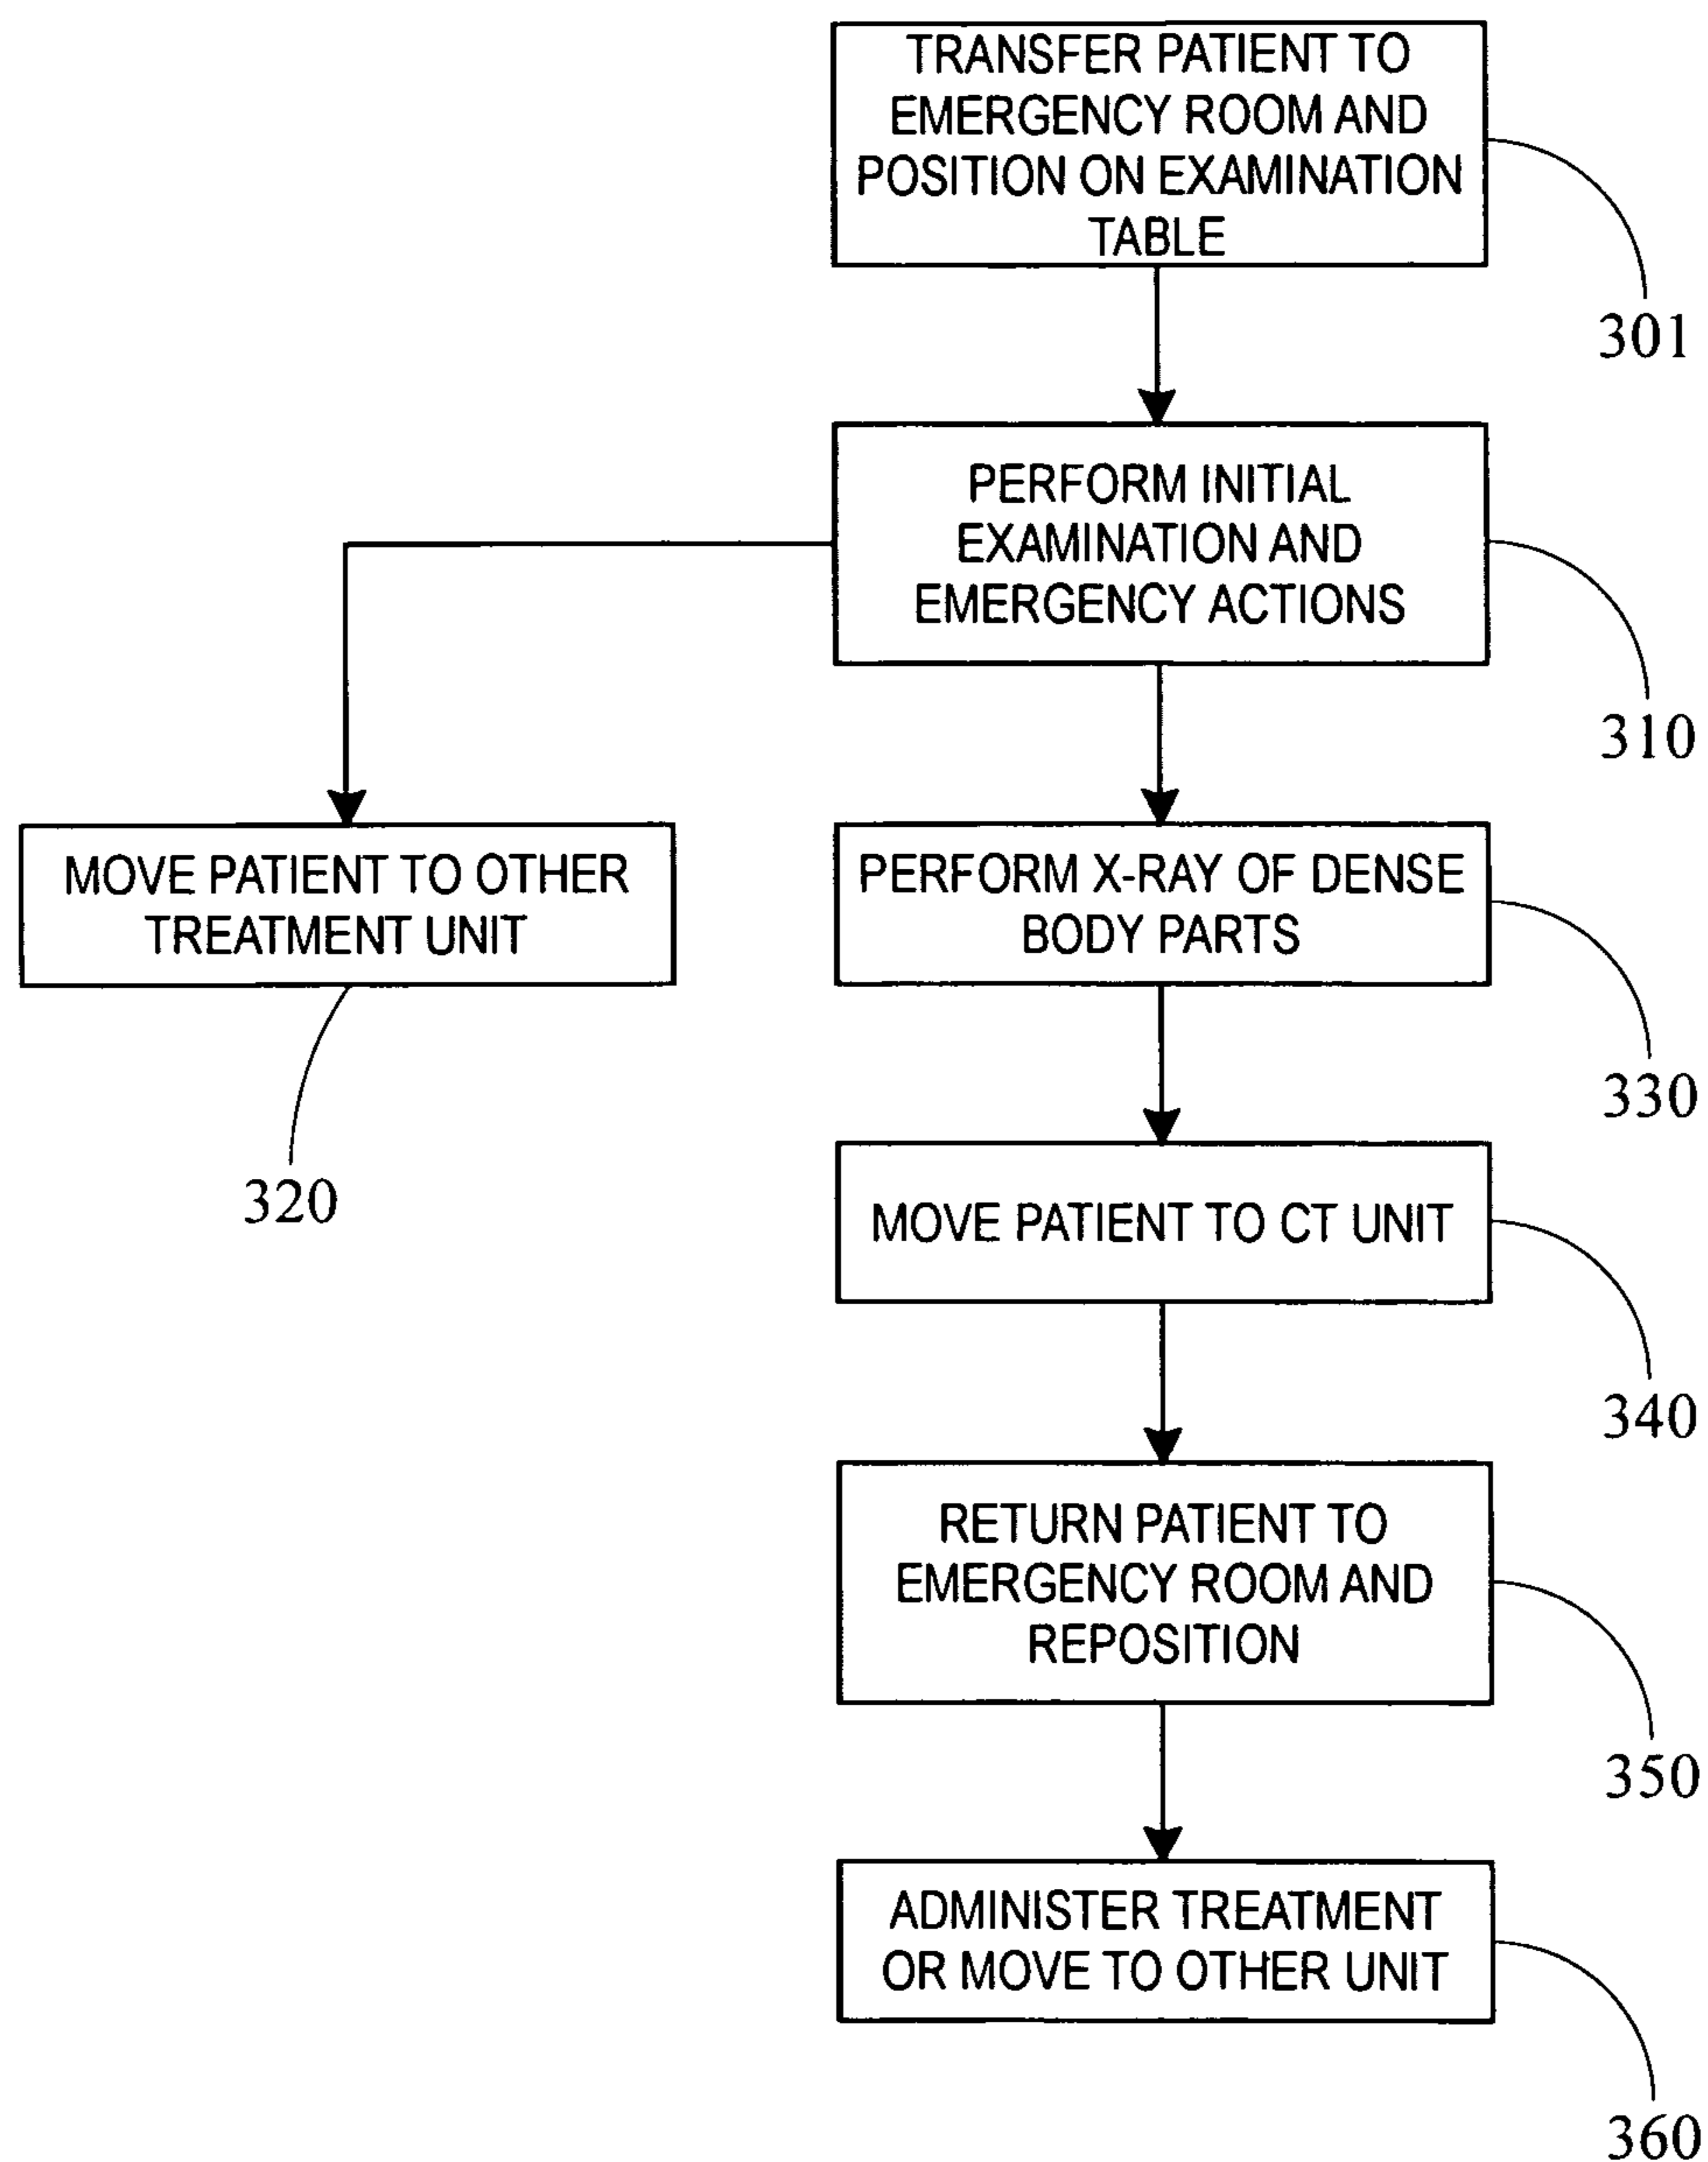 TRANSFER PATIENT TO
EMERGENCY ROOM AND
POSITION ON EXAMINATION
TABLE
301
PERFORM INITIAL
EXAMINATION AND
EMERGENCY ACTIONS
310
MOVE PATIENT TO OTHER
TREATMENT UNIT
320
PERFORM X-RAY OF DENSE
BODY PARTS
330
MOVE PATIENT TO CT UNIT
340
RETURN PATIENT TO
EMERGENCY ROOM AND
REPOSITION
350
ADMINISTER TREATMENT
OR MOVE TO OTHER UNIT
360